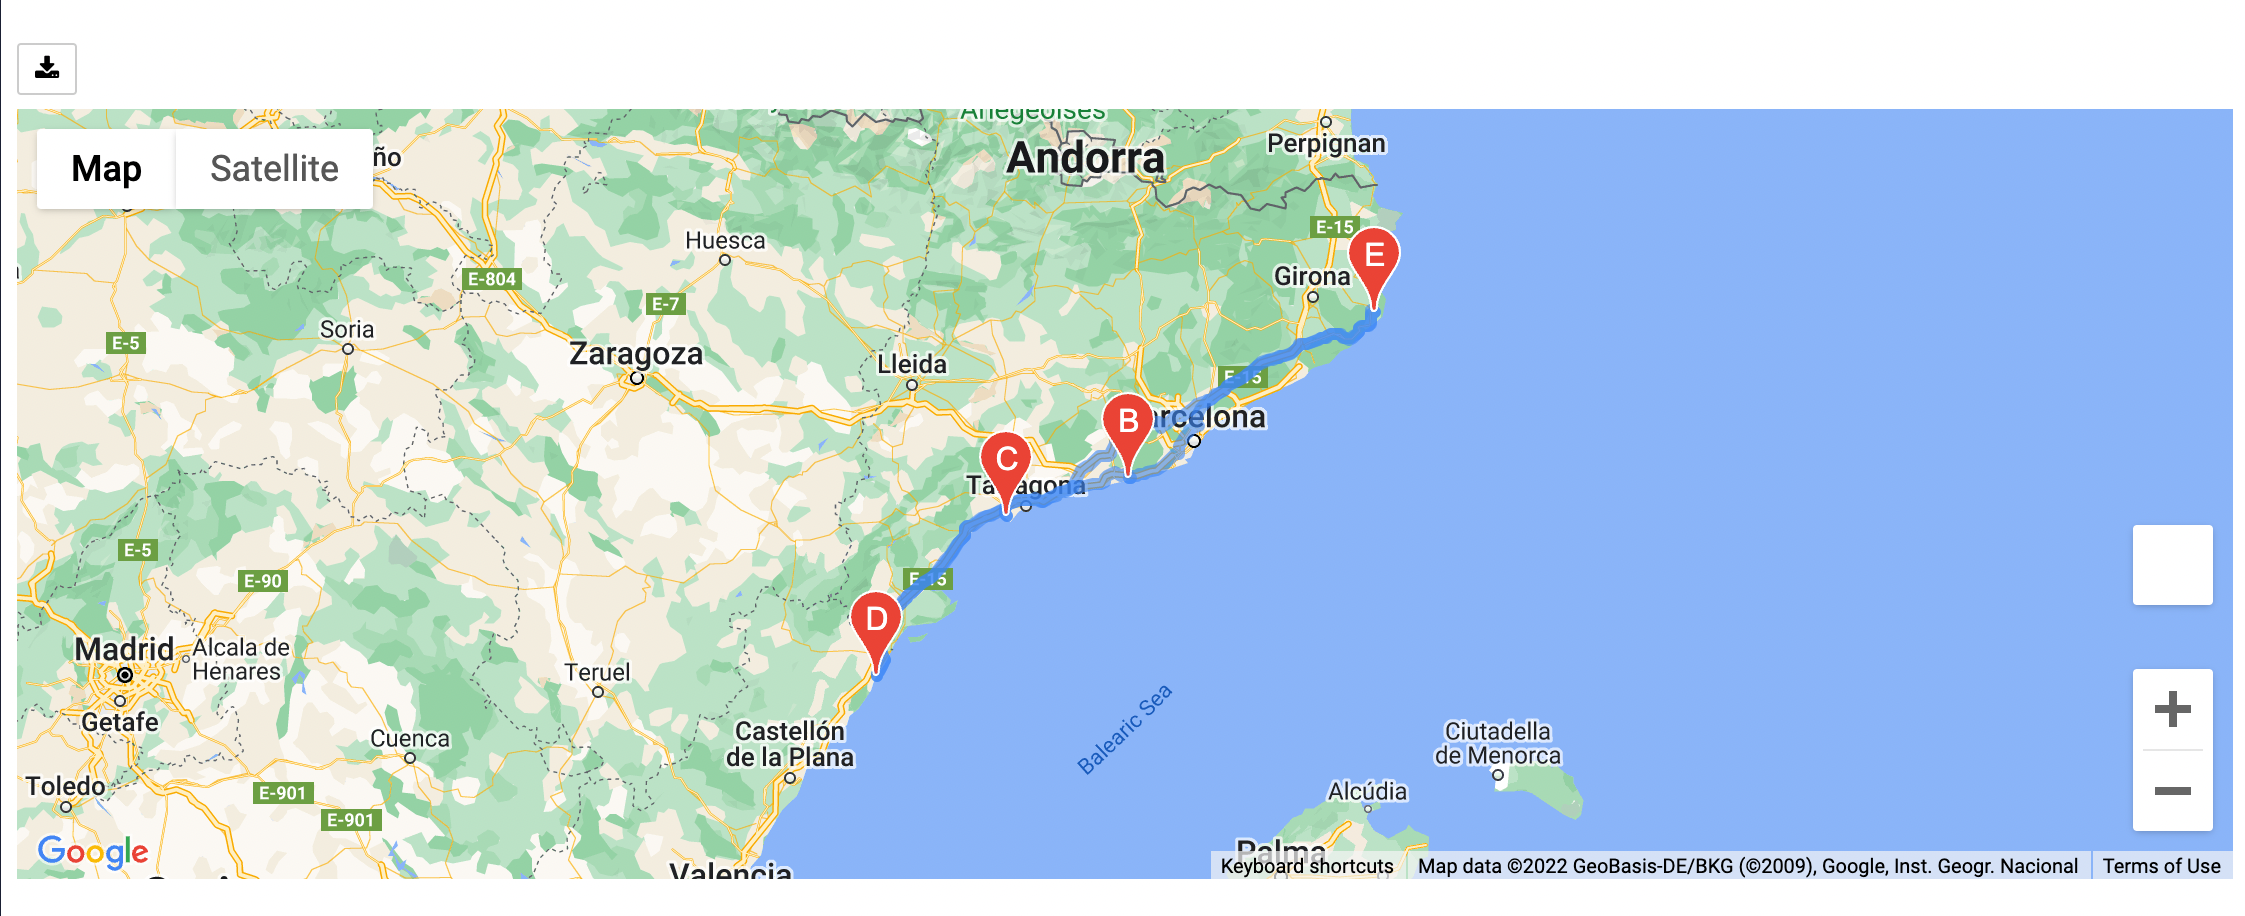 Map
Satellite
ño
Ariegeoises
Andorra
Perpignan
E-15
E
Girona
Huesca
E-804
E-7
Soria
E-5
Zaragoza
Lleida
E-15
B
arcelona
C
Ta agona
E-5
E-90
E-15
D
Madrid
Alcala de
Henares
Getafe
Teruel
Cuenca
Castellón
de la Plana
Balearic Sea
Ciutadella
de Menorca
Toledo
E-901
E-901
Alcúdia
Google
Palma
Valencia
Keyboard shortcuts
Map data ©2022 GeoBasis-DE/BKG (©2009), Google, Inst. Geogr. Nacional
Terms of Use